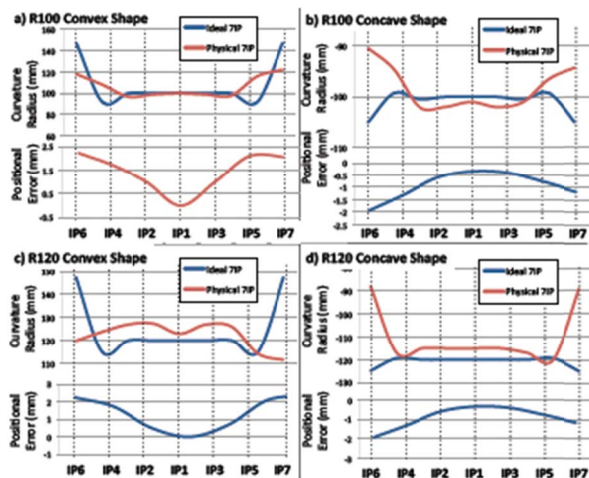 a) R100 Convex Shape
Ideal 7IP
Physical 7IP
Curvature
Radius (mm)
160
140
120
100
80
60
Positional
Error (mm)
2.5
1.5
0.5
-0.5
IP6 IP4 IP2 IP1 IP3 IP5 IP7
b) R100 Concave Shape
Ideal 7IP
Physical 7IP
Curvature
Radius (mm)
-90
-100
-110
Positional
Error (mm)
0
-0.5
-1
-1.5
-2
-2.5
IP6 IP4 IP2 IP1 IP3 IP5 IP7
c) R120 Convex Shape
Ideal 7IP
Physical 7IP
Curvature
Radius (mm)
150
140
130
120
110
Positional
Error (mm)
3
2
1
0
-1
IP6 IP4 IP2 IP1 IP3 IP5 IP7
d) R120 Concave Shape
Ideal 7IP
Physical 7IP
Curvature
Radius (mm)
-90
-100
-110
-120
-130
Positional
Error (mm)
0
-1
-2
-3
IP6 IP4 IP2 IP1 IP3 IP5 IP7